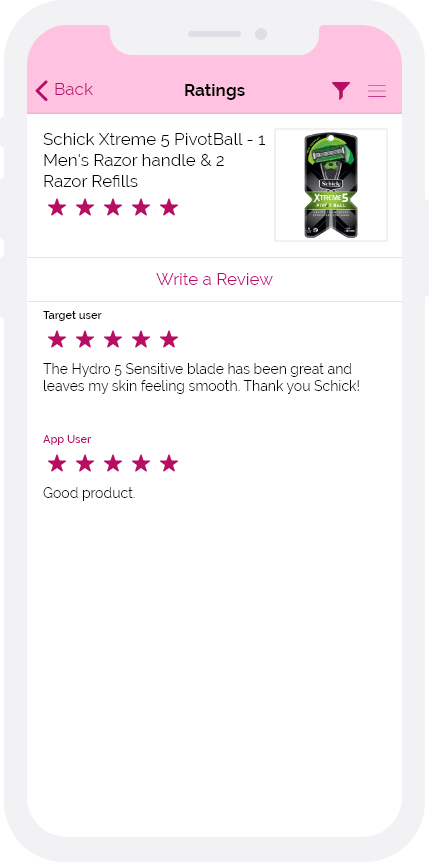 Back
Ratings
Schick Xtreme 5 PivotBall - 1
Men's Razor handle & 2
Razor Refills
Schick
XTREME5
PIVOT BALL
Write a Review
Target user
The Hydro 5 Sensitive blade has been great and
leaves my skin feeling smooth. Thank you Schick!
App User
Good product.